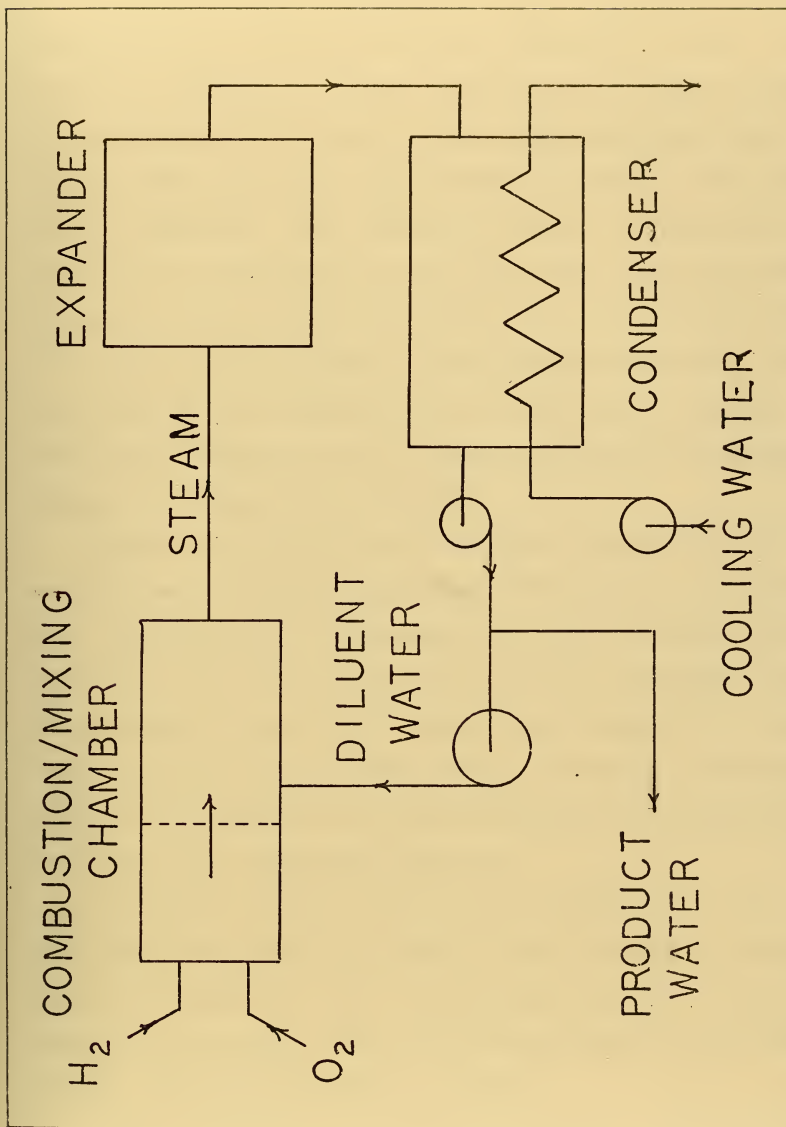 H₂
O₂
COMBUSTION/MIXING
CHAMBER
STEAM
EXPANDER
DILUENT
WATER
CONDENSER
PRODUCT
WATER
COOLING WATER